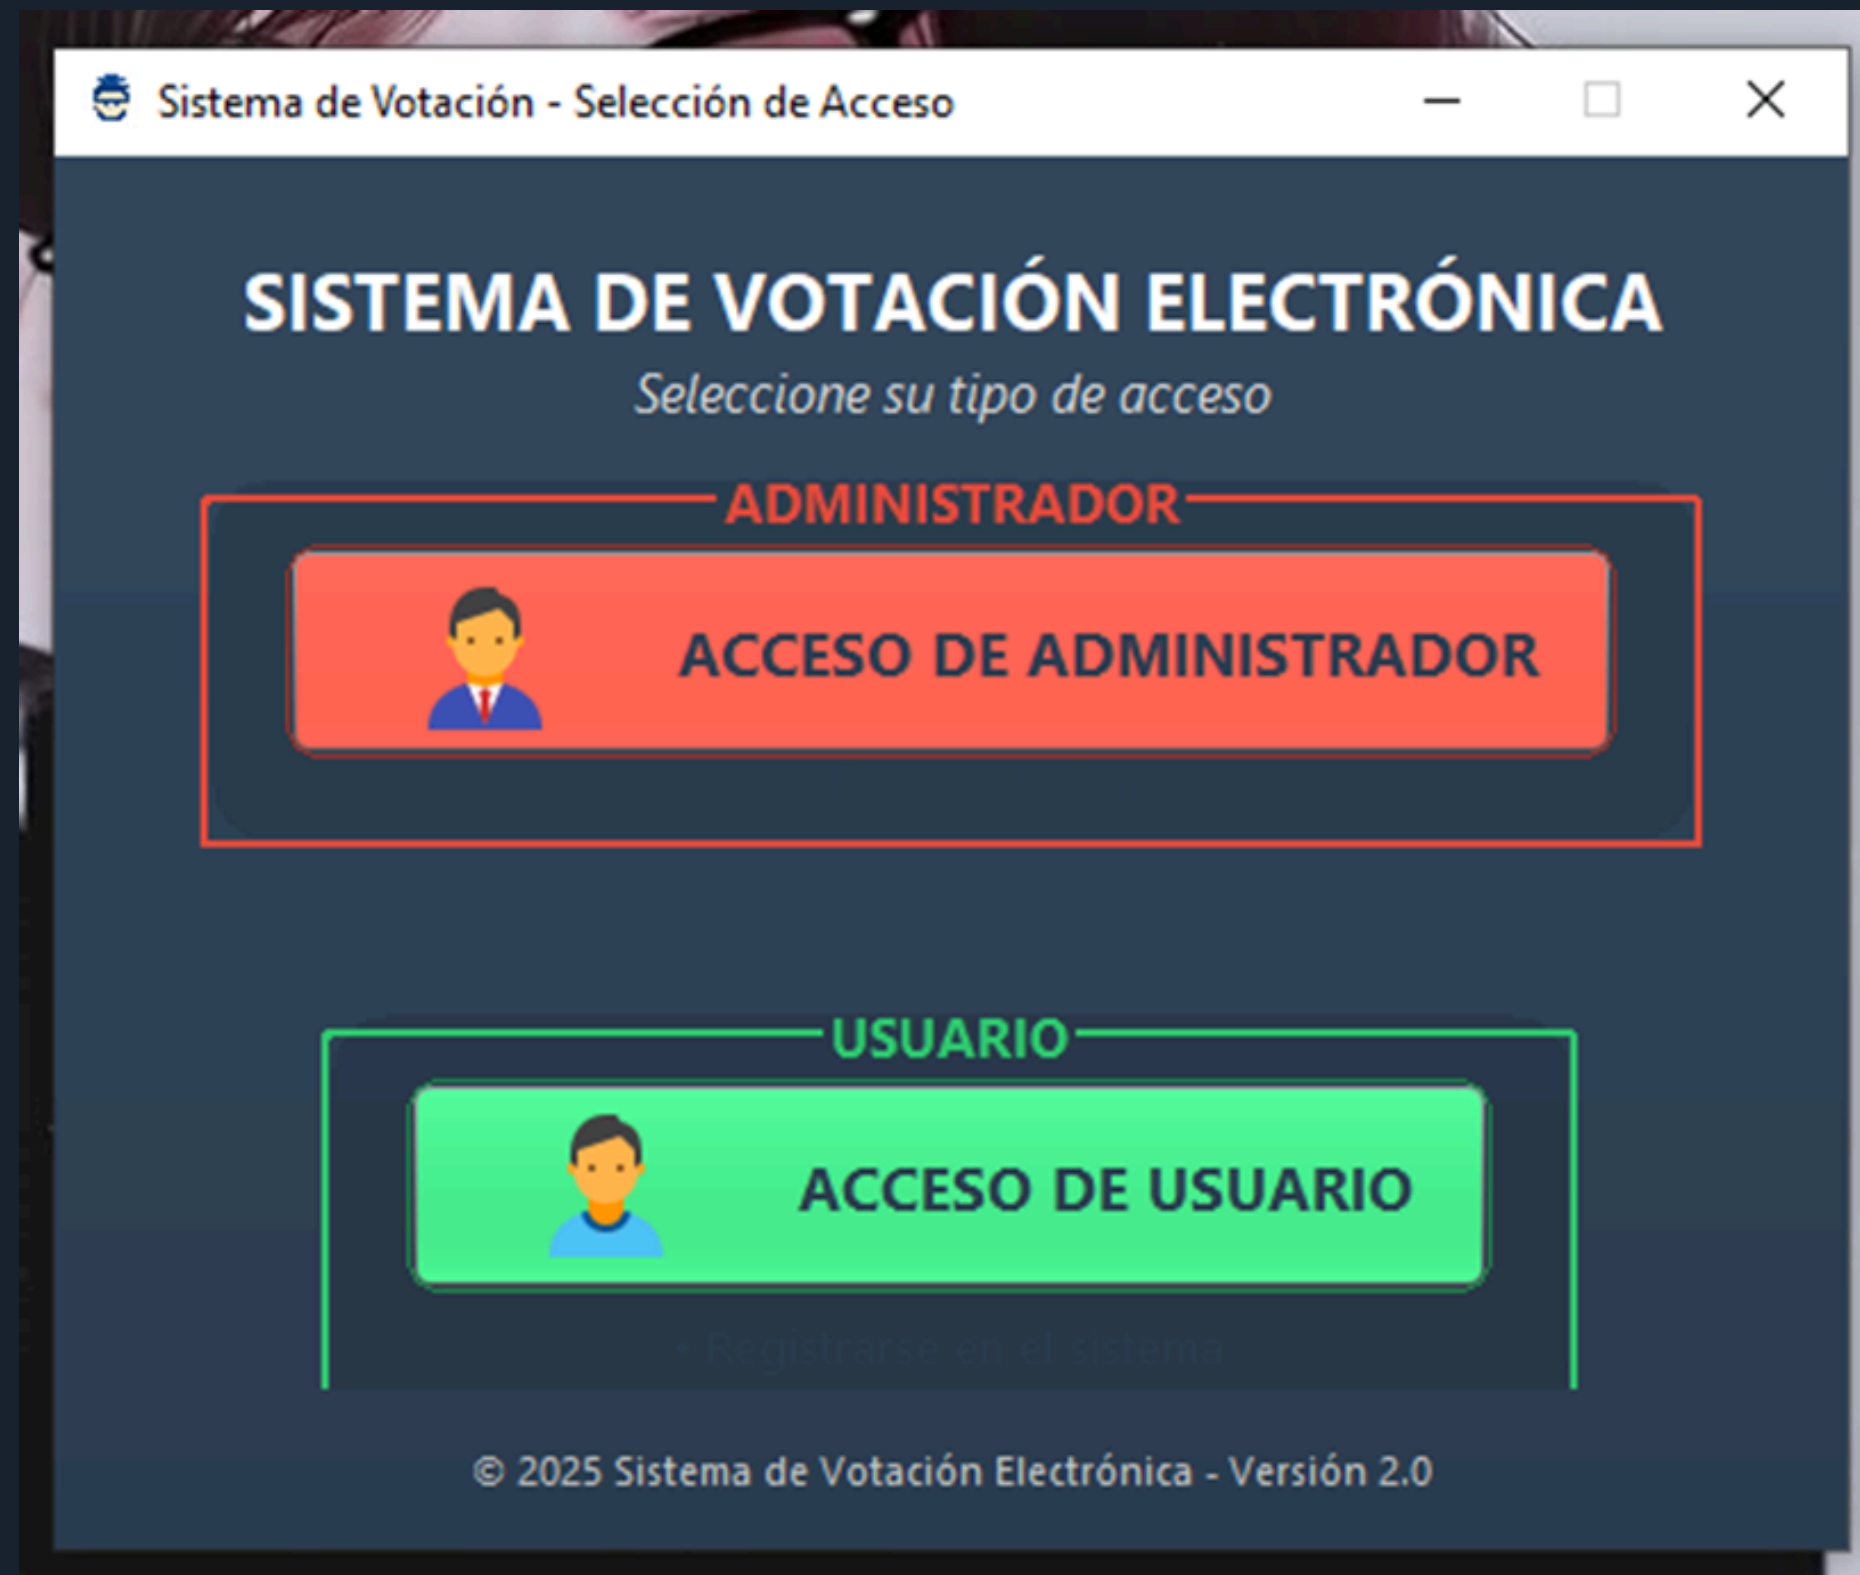 Sistema de Votación - Selección de Acceso
SISTEMA DE VOTACIÓN ELECTRÓNICA
Seleccione su tipo de acceso
ADMINISTRADOR
ACCESO DE ADMINISTRADOR
USUARIO
ACCESO DE USUARIO
• Registrarse en el sistema
© 2025 Sistema de Votación Electrónica - Versión 2.0